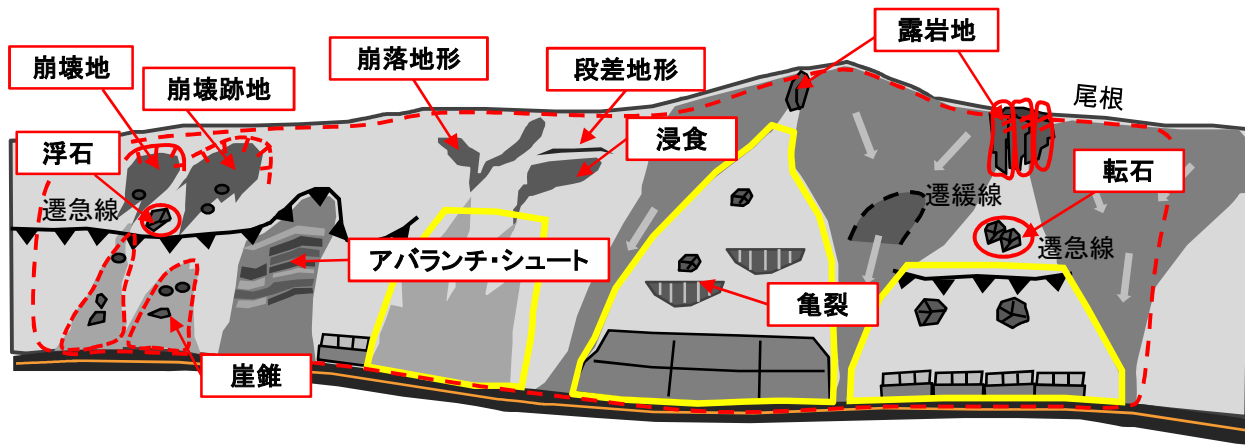 露岩地
崩落地形
段差地形
崩壊地
崩壊跡地
尾根
浸食
浮石
転石
遷急線
遷緩線
遷急線
アバランチ・シュート
亀裂
崖錐